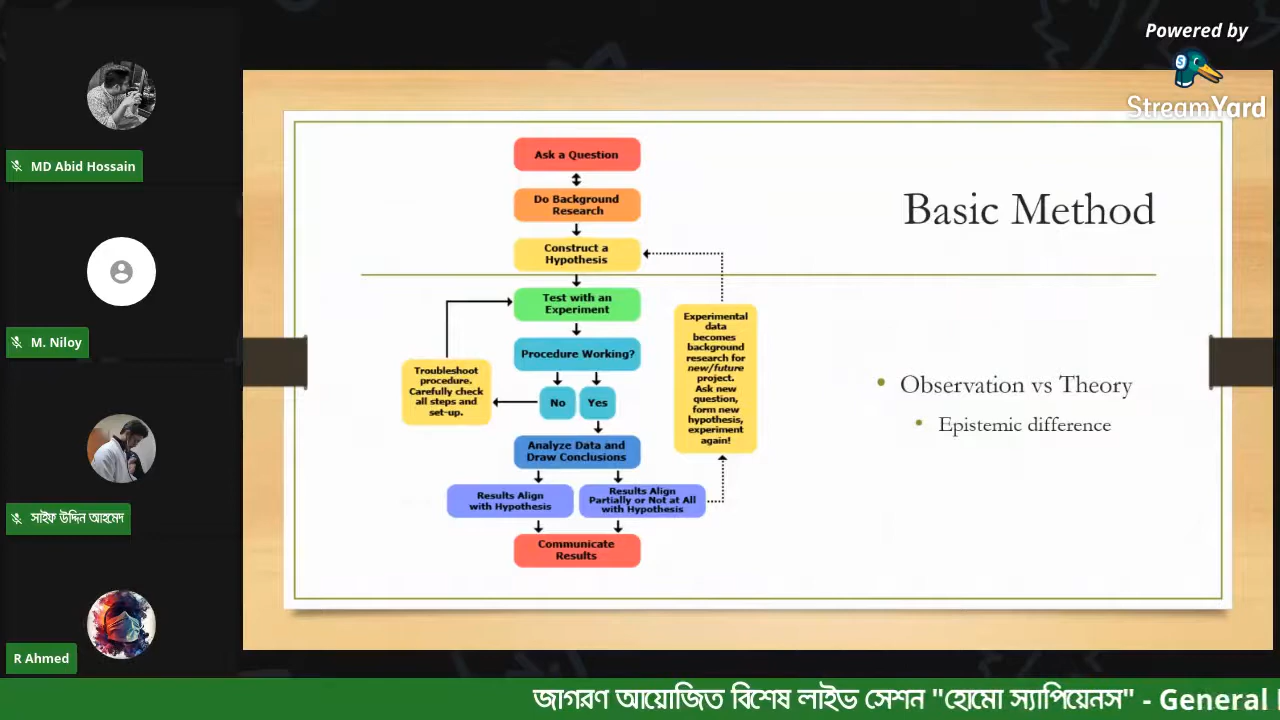 Powered by
StreamYard
MD Abid Hossain
M. Niloy
সাইফ উদ্দিন আহমেদ
R Ahmed
Basic Method
Ask a Question
Do Background
Research
Construct a
Hypothesis
Test with an
Experiment
Procedure Working?
No
Yes
Troubleshoot
procedure.
Carefully check
all steps and
set-up.
Analyze Data and
Draw Conclusions
Results Align
with Hypothesis
Results Align
Partially or Not at All
with Hypothesis
Communicate
Results
Experimental
data
becomes
background
research for
new/future
project.
Ask new
question,
form new
hypothesis,
experiment
again!
Observation vs Theory
Epistemic difference
জাগরণ আয়োজিত বিশেষ লাইভ সেশন "হোমো স্যাপিয়েনস" - General